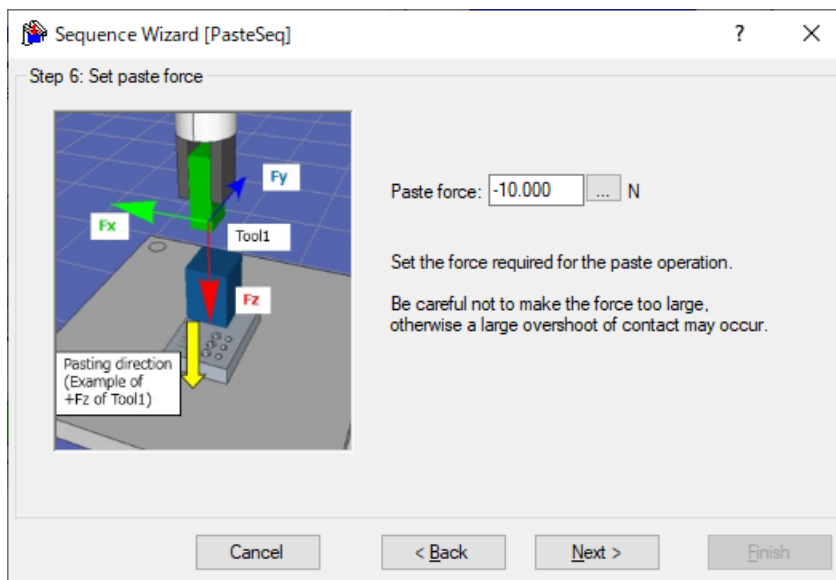 Sequence Wizard [PasteSeq]
?
Step 6: Set paste force
Fy
Fx
Tool1
Fz
Pasting direction
(Example of
+Fz of Tool1)
Paste force: -10.000 ... N
Set the force required for the paste operation.
Be careful not to make the force too large,
otherwise a large overshoot of contact may occur.
Cancel
< Back
Next >
Finish